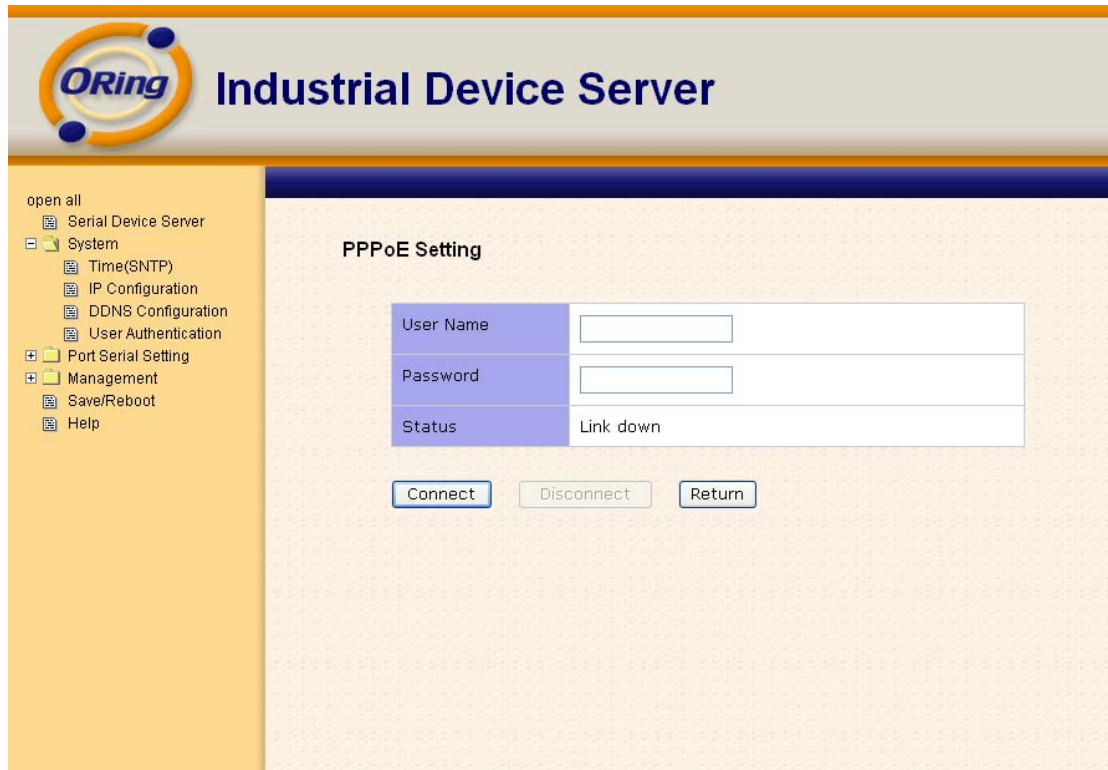 ORing
Industrial Device Server
open all
Serial Device Server
System
Time(SNTP)
IP Configuration
DDNS Configuration
User Authentication
Port Serial Setting
Management
Save/Reboot
Help
PPPoE Setting
User Name
Password
Status Link down
Connect Disconnect Return